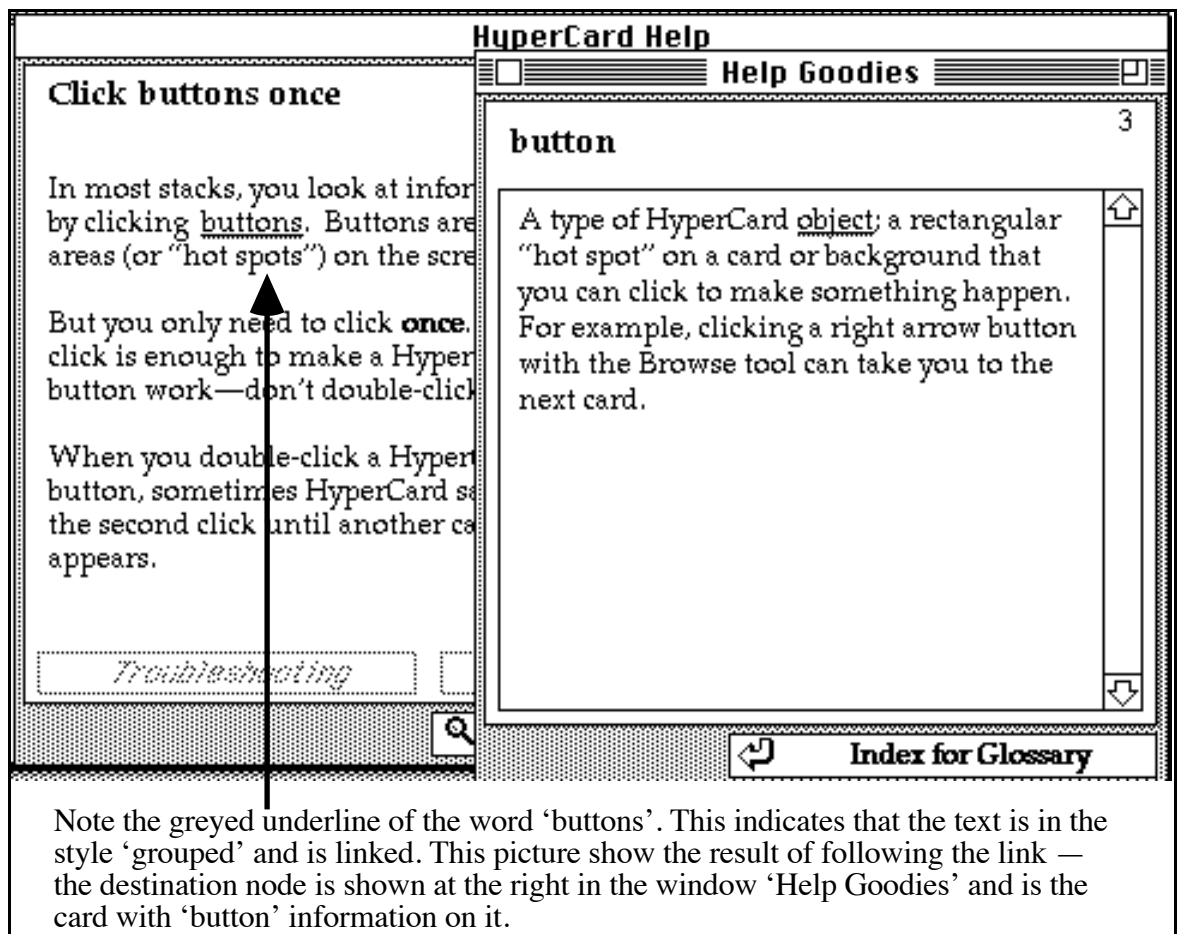 HyperCard Help
Click buttons once
In most stacks, you look at infor
by clicking buttons. Buttons are
areas (or “hot spots”) on the scre
But you only need to click once.
click is enough to make a Hyper
button work—don't double-click
When you double-click a Hyper
button, sometimes HyperCard sa
the second click until another ca
appears.
Troubleshooting
Help Goodies
3
button
A type of HyperCard object; a rectangular
“hot spot” on a card or background that
you can click to make something happen.
For example, clicking a right arrow button
with the Browse tool can take you to the
next card.
Index for Glossary
Note the greyed underline of the word ‘buttons’. This indicates that the text is in the
style ‘grouped’ and is linked. This picture show the result of following the link —
the destination node is shown at the right in the window ‘Help Goodies’ and is the
card with ‘button’ information on it.